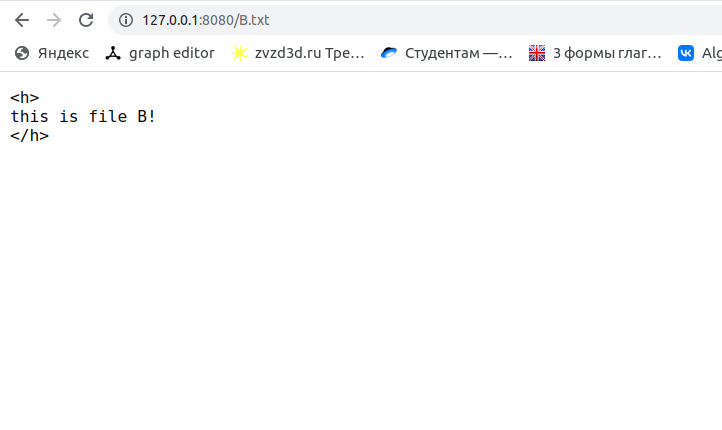 127.0.0.1:8080/B.txt
Яндекс graph editor zvzd3d.ru Тре… Студентам —… 3 формы глаг… Alg
<h>
this is file B!
</h>